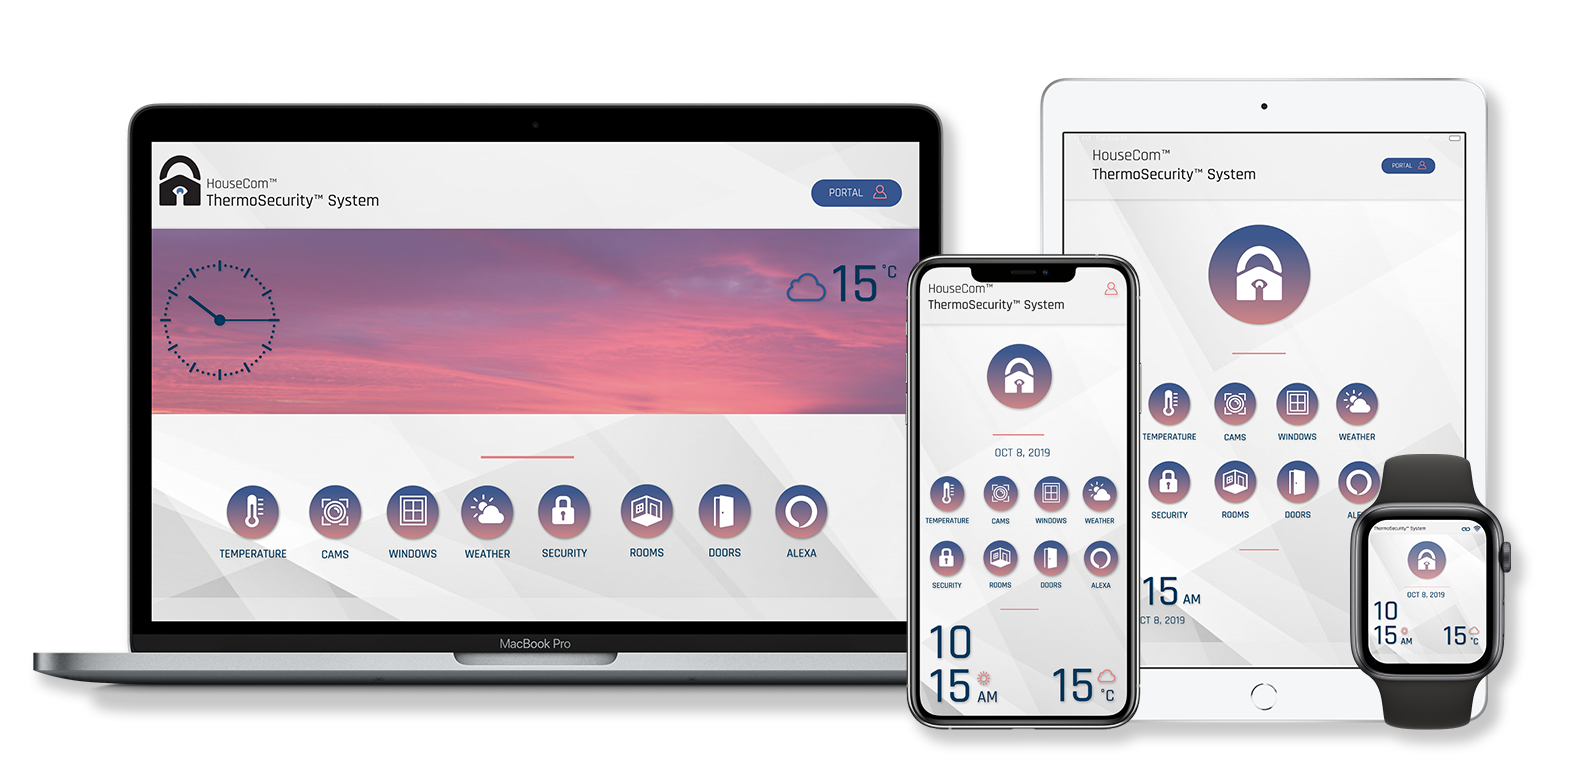 HouseCom™
ThermoSecurity™ System
PORTAL
15 °C
TEMPERATURE
CAMS
WINDOWS
WEATHER
SECURITY
ROOMS
DOORS
ALEXA
MacBook Pro
HouseCom™
ThermoSecurity™ System
OCT 8, 2019
TEMPERATURE
CAMS
WINDOWS
WEATHER
SECURITY
ROOMS
DOORS
ALEXA
10
15 AM
15 °C
HouseCom™
ThermoSecurity™ System
PORTAL
TEMPERATURE
CAMS
WINDOWS
WEATHER
SECURITY
ROOMS
DOORS
ALE
15 AM
CT 8, 2019
ThermoSecurity™ System
OCT 8, 2019
10
15 AM
15 °C